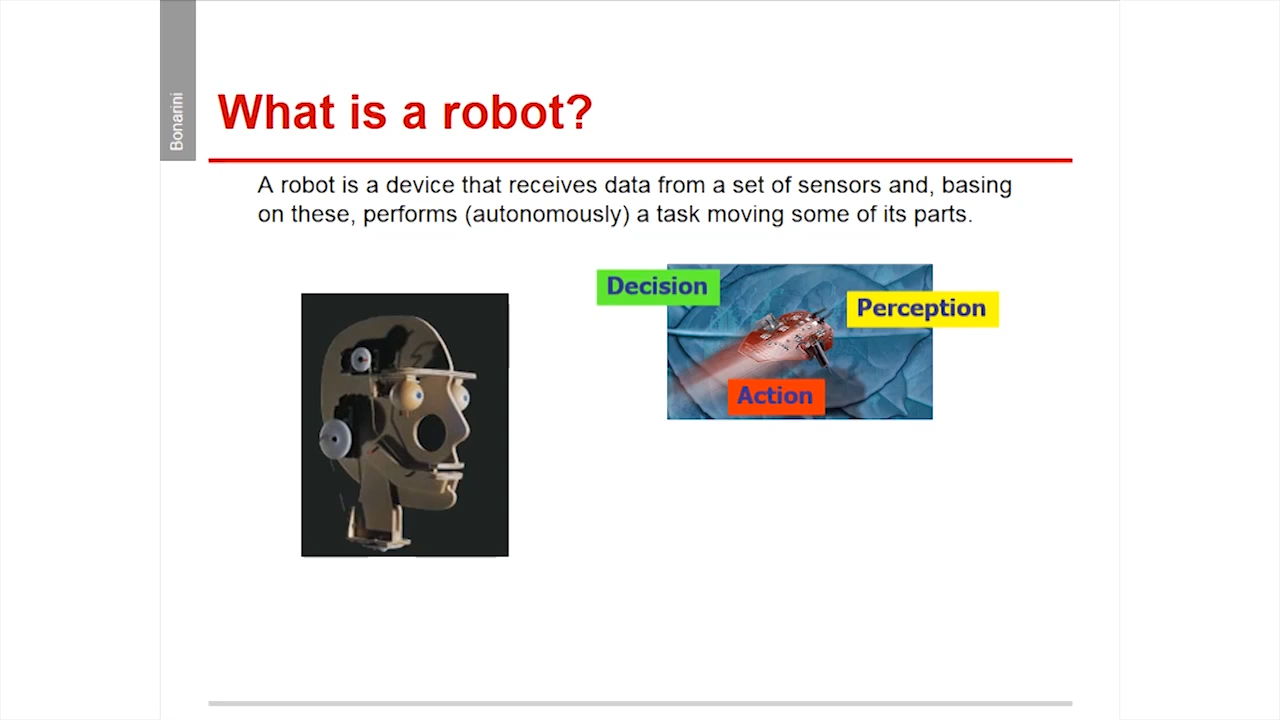 Bonarini
What is a robot?
A robot is a device that receives data from a set of sensors and, basing
on these, performs (autonomously) a task moving some of its parts.
Decision
Perception
Action